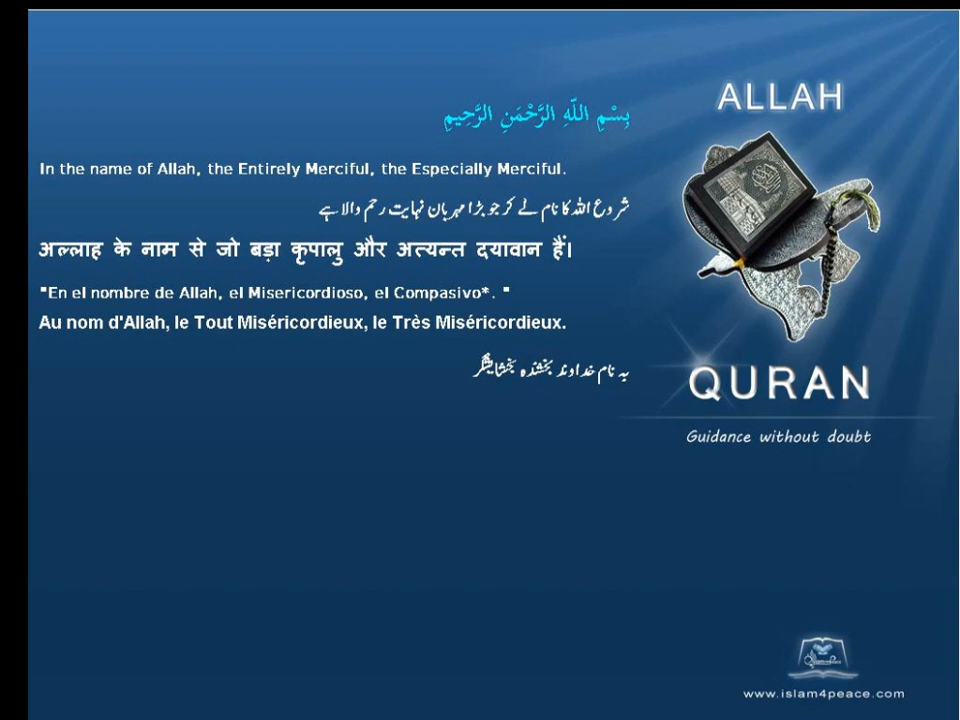 بِسْمِ اللّهِ الرَّحْمَنِ الرَّحِيمِ
In the name of Allah, the Entirely Merciful, the Especially Merciful.
شروع الله کا نام لے کر جو بڑا مہربان نہایت رحم والا ہے
अल्लाह के नाम से जो बड़ा कृपालु और अत्यन्त दयावान हैं।
"En el nombre de Allah, el Misericordioso, el Compasivo*. "
Au nom d'Allah, le Tout Miséricordieux, le Très Miséricordieux.
به نام خداوند بخشنده بخشایشگر
ALLAH
QURAN
Guidance without doubt
www.islam4peace.com